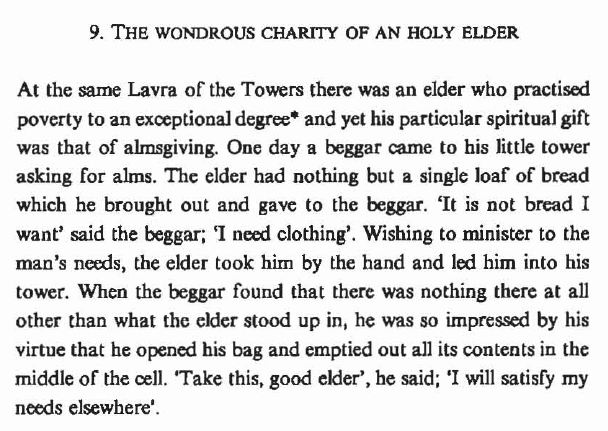 9. THE WONDROUS CHARITY OF AN HOLY ELDER
At the same Lavra of the Towers there was an elder who practised
poverty to an exceptional degree* and yet his particular spiritual gift
was that of almsgiving. One day a beggar came to his little tower
asking for alms. The elder had nothing but a single loaf of bread
which he brought out and gave to the beggar. ‘It is not bread I
want’ said the beggar; ‘I need clothing’. Wishing to minister to the
man’s needs, the elder took him by the hand and led him into his
tower. When the beggar found that there was nothing there at all
other than what the elder stood up in, he was so impressed by his
virtue that he opened his bag and emptied out all its contents in the
middle of the cell. ‘Take this, good elder’, he said; ‘I will satisfy my
needs elsewhere’.